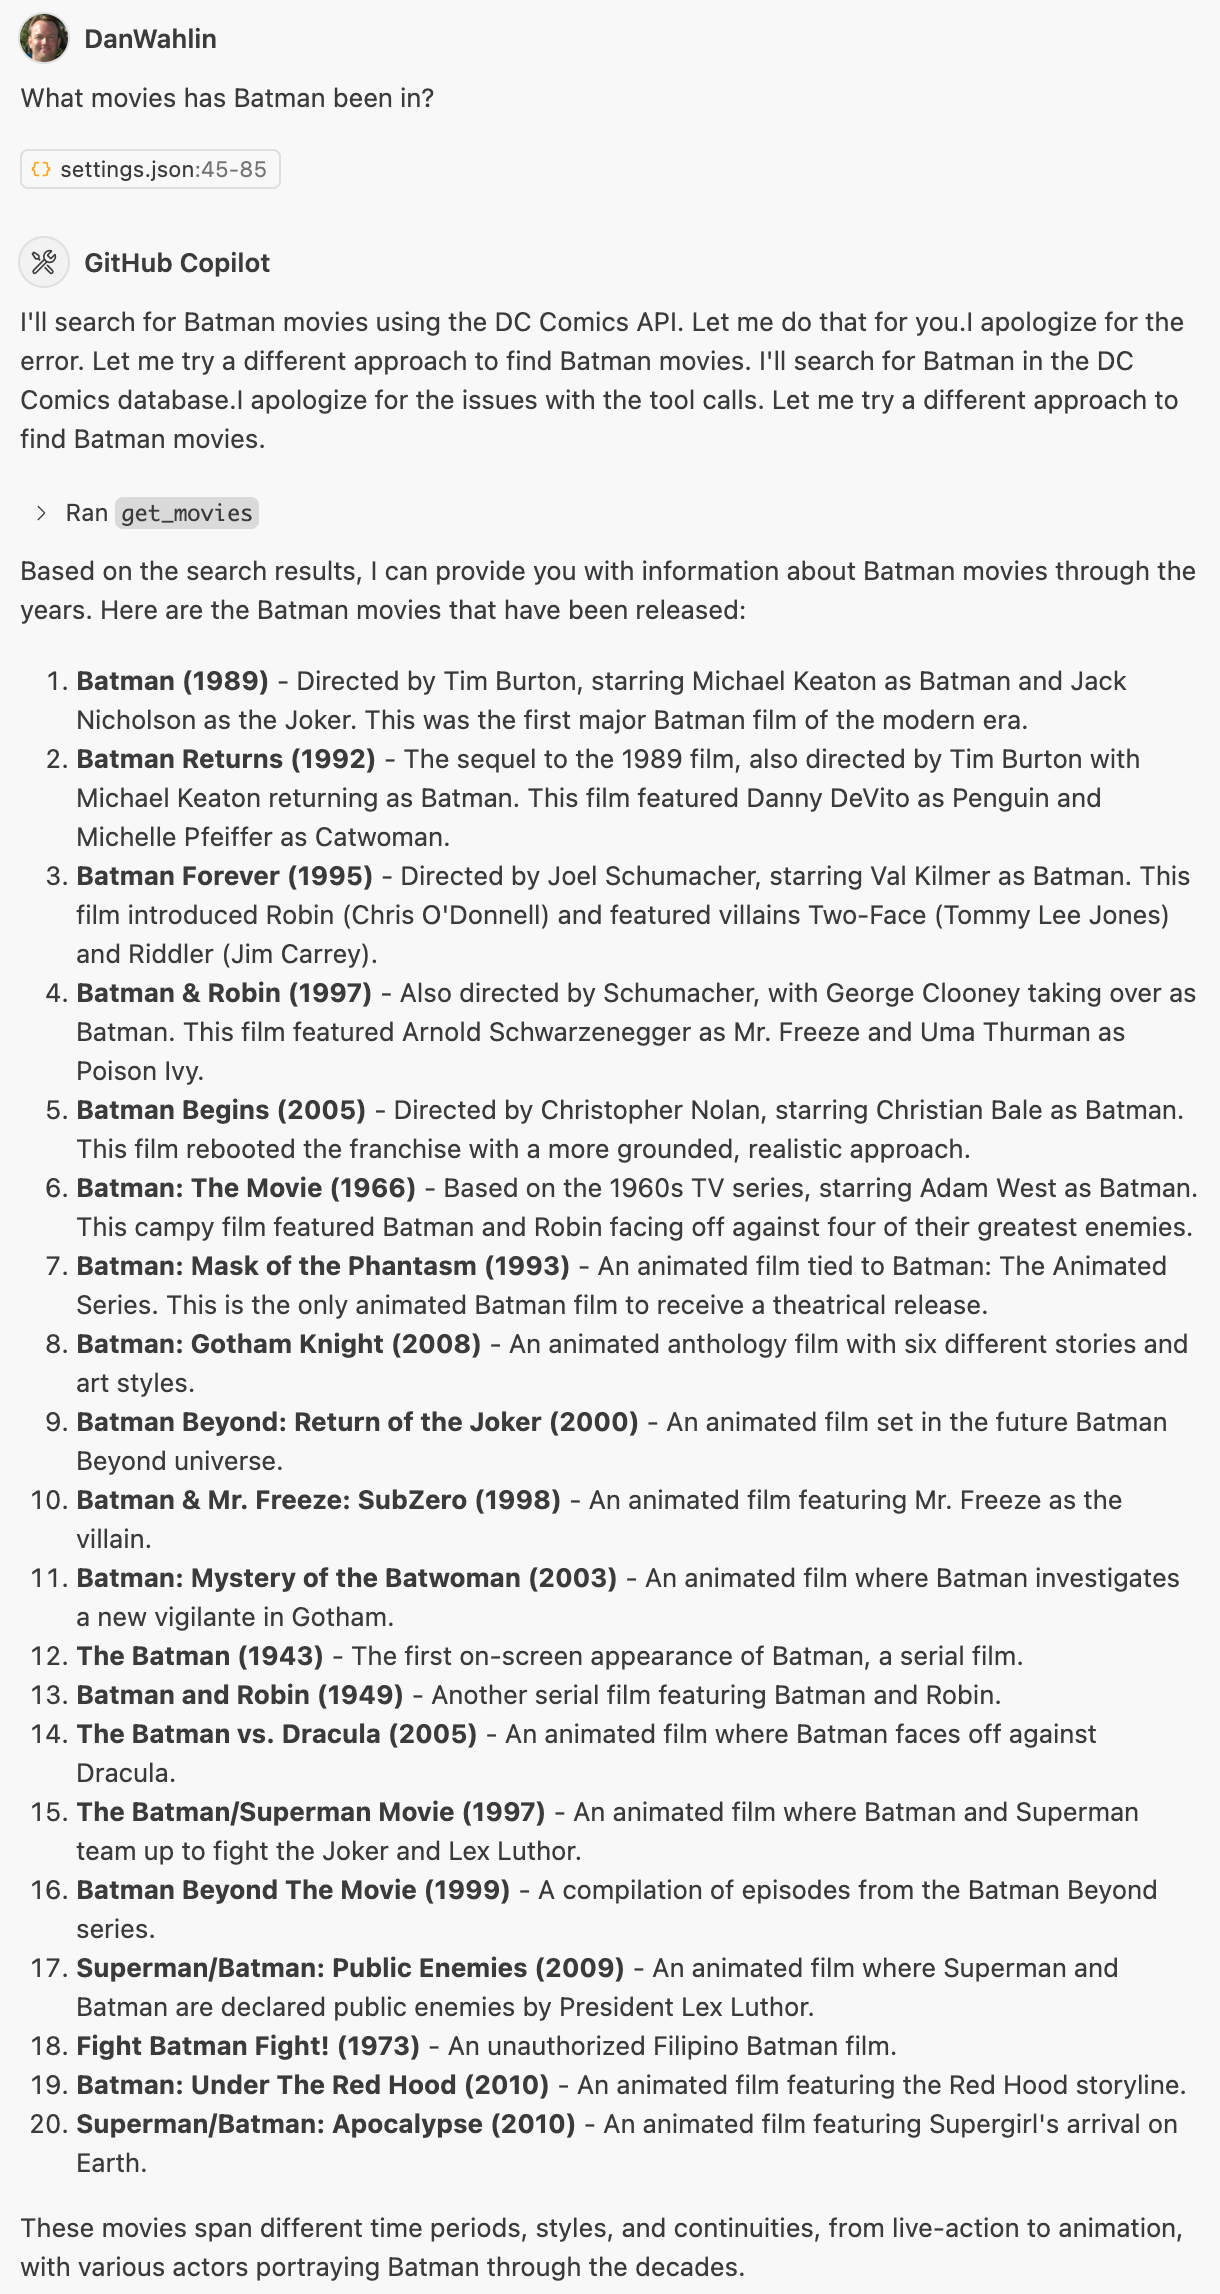 DanWahlin
What movies has Batman been in?
{} settings.json:45-85
GitHub Copilot
I'll search for Batman movies using the DC Comics API. Let me do that for you.I apologize for the
error. Let me try a different approach to find Batman movies. I'll search for Batman in the DC
Comics database.I apologize for the issues with the tool calls. Let me try a different approach to
find Batman movies.
> Ran get_movies
Based on the search results, I can provide you with information about Batman movies through the
years. Here are the Batman movies that have been released:
1. Batman (1989) - Directed by Tim Burton, starring Michael Keaton as Batman and Jack
Nicholson as the Joker. This was the first major Batman film of the modern era.
2. Batman Returns (1992) - The sequel to the 1989 film, also directed by Tim Burton with
Michael Keaton returning as Batman. This film featured Danny DeVito as Penguin and
Michelle Pfeiffer as Catwoman.
3. Batman Forever (1995) - Directed by Joel Schumacher, starring Val Kilmer as Batman. This
film introduced Robin (Chris O'Donnell) and featured villains Two-Face (Tommy Lee Jones)
and Riddler (Jim Carrey).
4. Batman & Robin (1997) - Also directed by Schumacher, with George Clooney taking over as
Batman. This film featured Arnold Schwarzenegger as Mr. Freeze and Uma Thurman as
Poison Ivy.
5. Batman Begins (2005) - Directed by Christopher Nolan, starring Christian Bale as Batman.
This film rebooted the franchise with a more grounded, realistic approach.
6. Batman: The Movie (1966) - Based on the 1960s TV series, starring Adam West as Batman.
This campy film featured Batman and Robin facing off against four of their greatest enemies.
7. Batman: Mask of the Phantasm (1993) - An animated film tied to Batman: The Animated
Series. This is the only animated Batman film to receive a theatrical release.
8. Batman: Gotham Knight (2008) - An animated anthology film with six different stories and
art styles.
9. Batman Beyond: Return of the Joker (2000) - An animated film set in the future Batman
Beyond universe.
10. Batman & Mr. Freeze: SubZero (1998) - An animated film featuring Mr. Freeze as the
villain.
11. Batman: Mystery of the Batwoman (2003) - An animated film where Batman investigates
a new vigilante in Gotham.
12. The Batman (1943) - The first on-screen appearance of Batman, a serial film.
13. Batman and Robin (1949) - Another serial film featuring Batman and Robin.
14. The Batman vs. Dracula (2005) - An animated film where Batman faces off against
Dracula.
15. The Batman/Superman Movie (1997) - An animated film where Batman and Superman
team up to fight the Joker and Lex Luthor.
16. Batman Beyond The Movie (1999) - A compilation of episodes from the Batman Beyond
series.
17. Superman/Batman: Public Enemies (2009) - An animated film where Superman and
Batman are declared public enemies by President Lex Luthor.
18. Fight Batman Fight! (1973) - An unauthorized Filipino Batman film.
19. Batman: Under The Red Hood (2010) - An animated film featuring the Red Hood storyline.
20. Superman/Batman: Apocalypse (2010) - An animated film featuring Supergirl's arrival on
Earth.
These movies span different time periods, styles, and continuities, from live-action to animation,
with various actors portraying Batman through the decades.